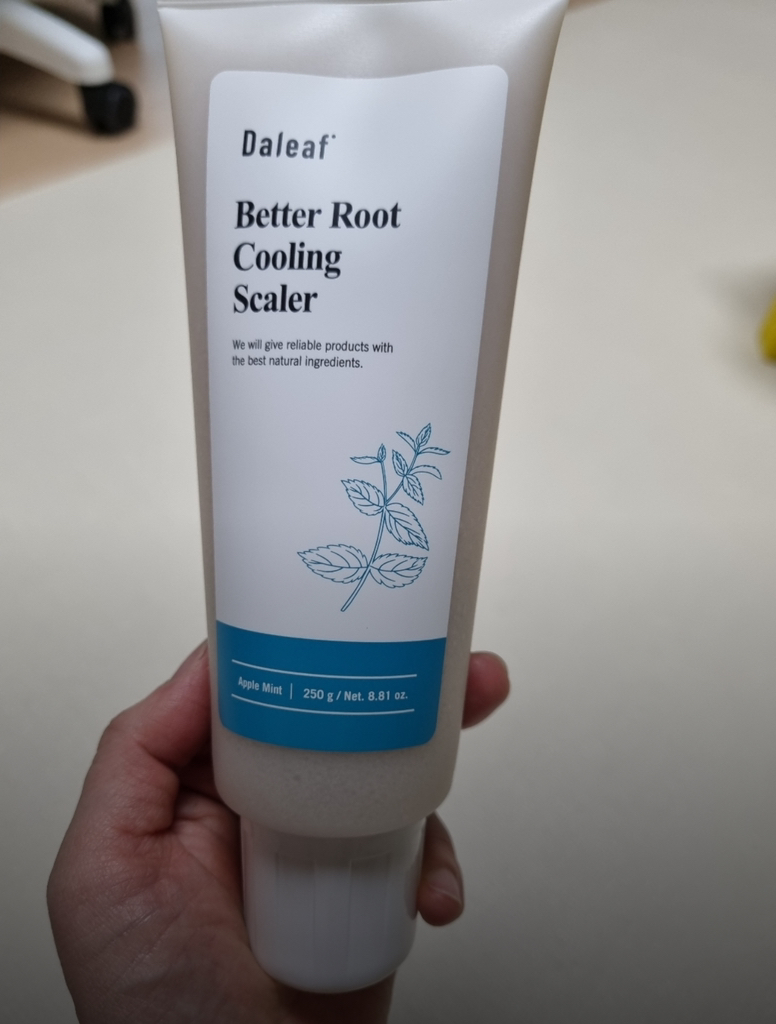 Daleaf
Better Root
Cooling
Scaler
We will give reliable products with
the best natural ingredients.
Apple Mint | 250 g / Net. 8.81 oz.